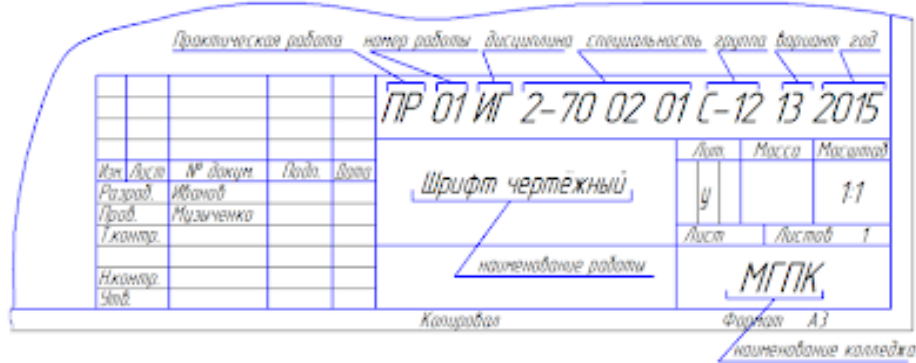 Практическая работа номер работы дисциплина специальность группа вариант год
ПР 01 ИГ 2-70 02 01 С-12 13 2015
Лит. Масса Масштаб
Изм. Лист № докум. Подп. Дата
Шрифт чертёжный
Разраб. Иванов
у 1:1
Пров. Музыченко
Т.контр.
Лист Листов 1
наименование работы
Н.контр.
МГПК
Утв.
Копировал Формат А3
наименование колледжа